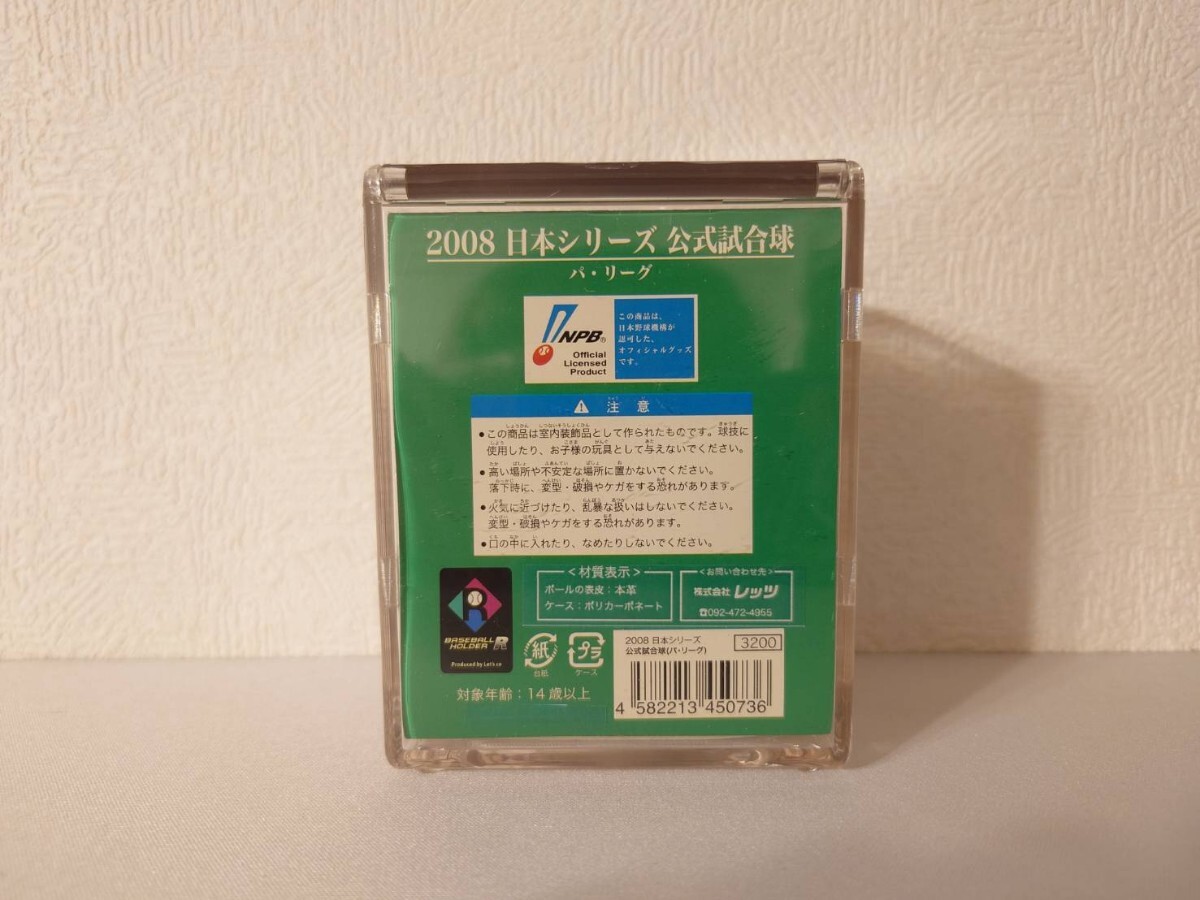 2008 日本シリーズ 公式試合球
パ・リーグ
NPB®
Official
Licensed
Product
この商品は、
日本野球機構が
認可した、
オフィシャルグッズ
です。
注意
●この商品は室内装飾品として作られたものです。球技に
使用したり、お子様の玩具として与えないでください。
●高い場所や不安定な場所に置かないでください。
落下時に、変型・破損やケガをする恐れがあります。
●火気に近づけたり、乱暴な扱いはしないでください。
変型・破損やケガをする恐れがあります。
●口の中に入れたり、なめたりしないでください。
BASEBALL
HOLDER R
Produced by Let's co
<材質表示>
ボールの表皮:本革
ケース:ポリカーボネート
<お問い合わせ先>
株式会社 レッツ
☎092-472-4955
紙
台紙
プラ
ケース
2008 日本シリーズ
公式試合球(パ・リーグ)
3200
4 582213 450736
対象年齢:14歳以上